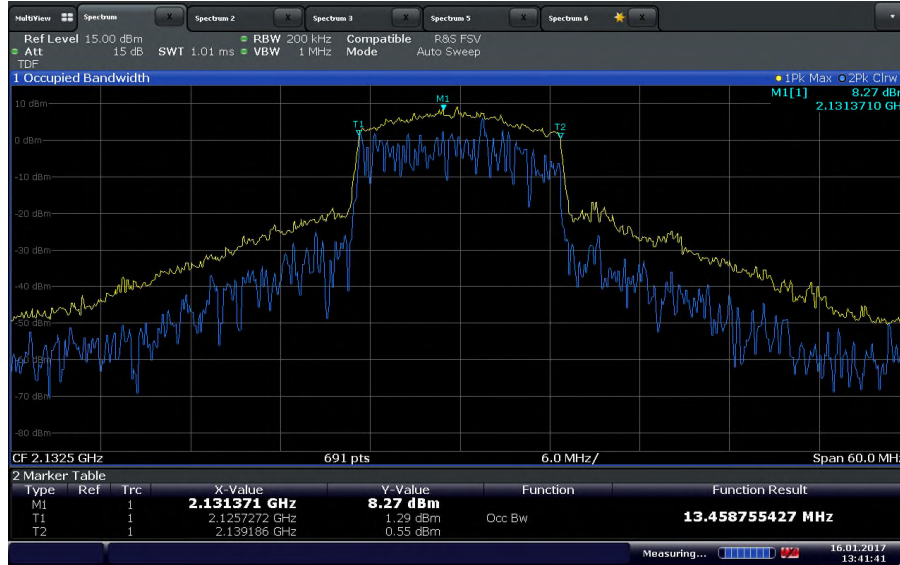 MultiView Spectrum X Spectrum 2 X Spectrum 3 X Spectrum 5 X Spectrum 6 X
Ref Level 15.00 dBm RBW 200 kHz Compatible R&S FSV
Att 15 dB SWT 1.01 ms VBW 1 MHz Mode Auto Sweep
TDF
1 Occupied Bandwidth 1Pk Max 2Pk Clrw
M1[1] 8.27 dBm
2.1313710 GH
10 dBm
M1
T1
T2
0 dBm
-10 dBm
-20 dBm
-30 dBm
-40 dBm
-50 dBm
-60 dBm
-70 dBm
-80 dBm
CF 2.1325 GHz 691 pts 6.0 MHz/ Span 60.0 MHz
2 Marker Table
Type Ref Trc X-Value Y-Value Function Function Result
M1 1 2.131371 GHz 8.27 dBm
T1 1 2.1257272 GHz 1.29 dBm Occ Bw 13.458755427 MHz
T2 1 2.139186 GHz 0.55 dBm
Measuring... 16.01.2017
13:41:41